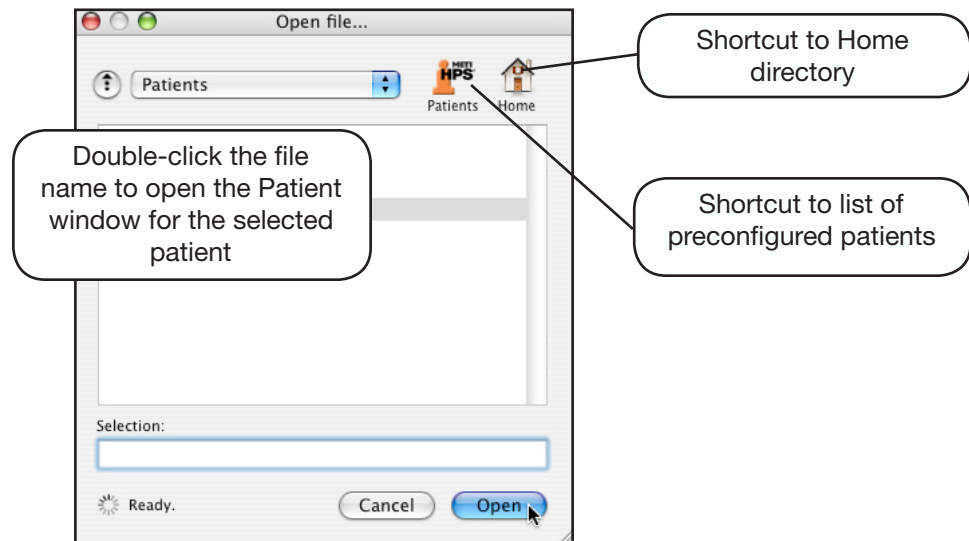 Open file...
Patients
METI
HPS
Patients
Home
Shortcut to Home
directory
Double-click the file
name to open the Patient
window for the selected
patient
Shortcut to list of
preconfigured patients
Selection:
Ready.
Cancel
Open